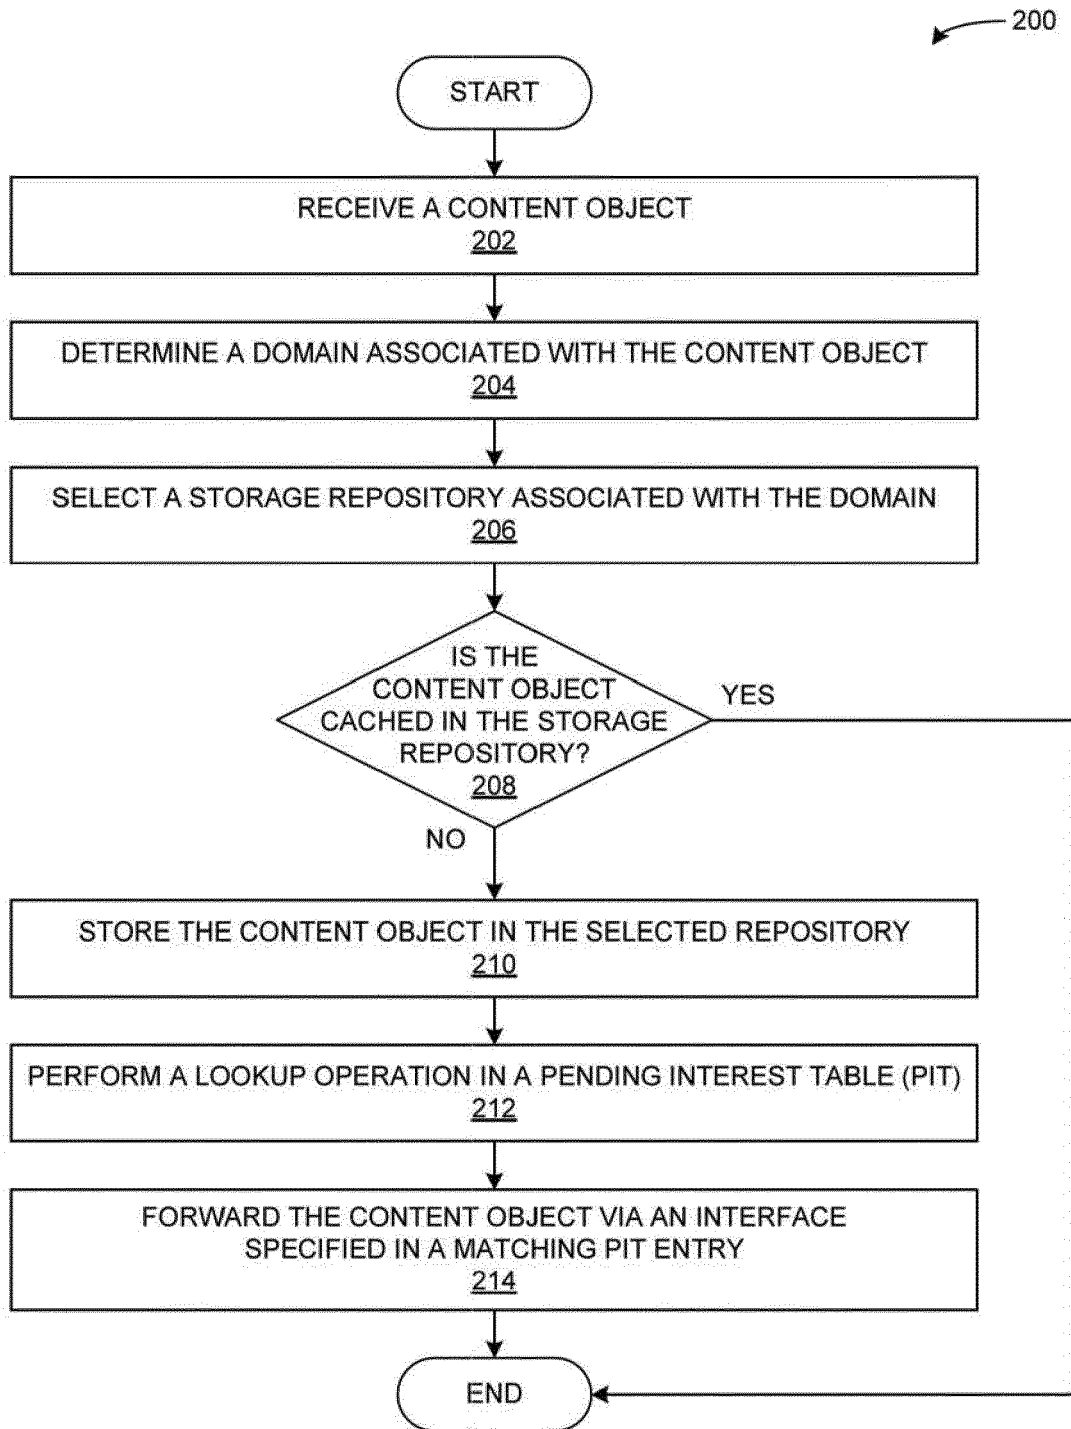 200
START
RECEIVE A CONTENT OBJECT
202
DETERMINE A DOMAIN ASSOCIATED WITH THE CONTENT OBJECT
204
SELECT A STORAGE REPOSITORY ASSOCIATED WITH THE DOMAIN
206
IS THE
CONTENT OBJECT
CACHED IN THE STORAGE
REPOSITORY?
208
YES
NO
STORE THE CONTENT OBJECT IN THE SELECTED REPOSITORY
210
PERFORM A LOOKUP OPERATION IN A PENDING INTEREST TABLE (PIT)
212
FORWARD THE CONTENT OBJECT VIA AN INTERFACE
SPECIFIED IN A MATCHING PIT ENTRY
214
END